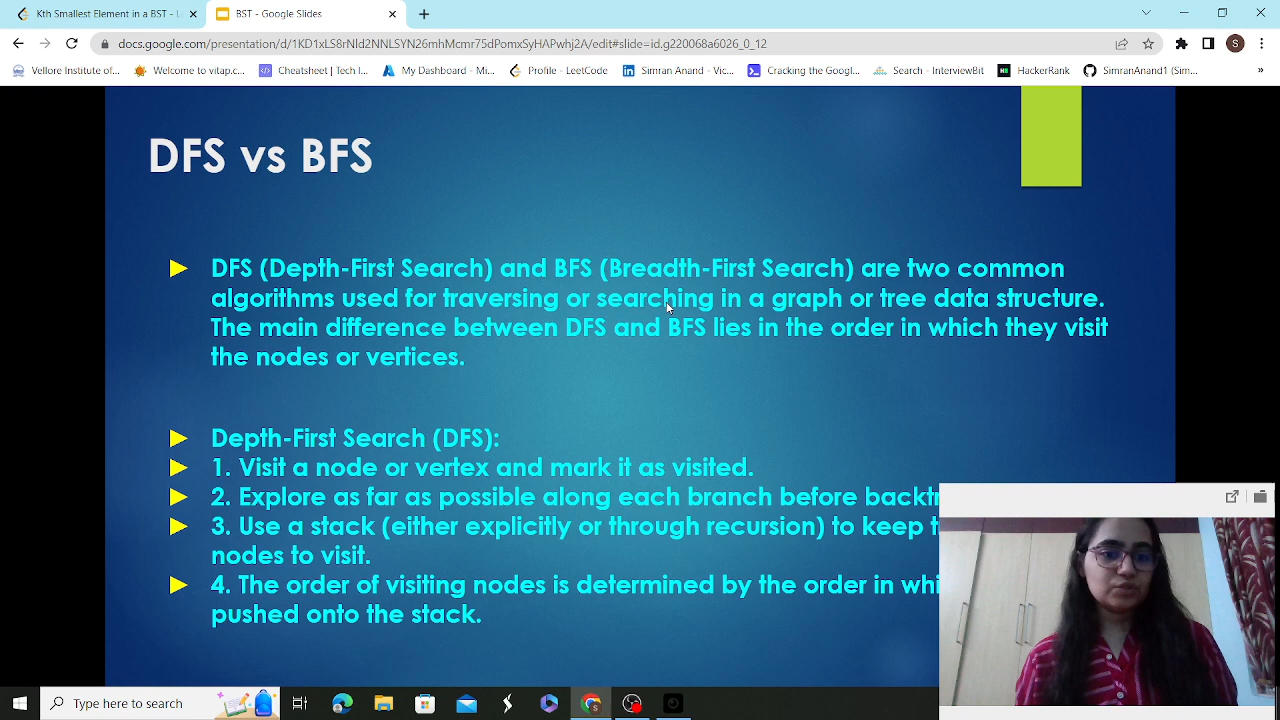 Kth Smallest Element in a BST -
BST - Google Slides
docs.google.com/presentation/d/1KD1xLS8rNld2NNLSYN26mhMcmr75dPomxSyHAPwhj2A/edit#slide=id.g220068a6026_0_12
S
Vellore Institute of...
Welcome to vitap.c...
CheatSheet | Tech I...
My Dashboard - Mi...
Profile - LeetCode
Simran Anand | Lin...
Cracking the Googl...
Search - InterviewBit
HackerRank
SimranAnand1 (Sim...
DFS vs BFS
DFS (Depth-First Search) and BFS (Breadth-First Search) are two common
algorithms used for traversing or searching in a graph or tree data structure.
The main difference between DFS and BFS lies in the order in which they visit
the nodes or vertices.
Depth-First Search (DFS):
1. Visit a node or vertex and mark it as visited.
2. Explore as far as possible along each branch before backtr
3. Use a stack (either explicitly or through recursion) to keep t
nodes to visit.
4. The order of visiting nodes is determined by the order in whi
pushed onto the stack.
Type here to search